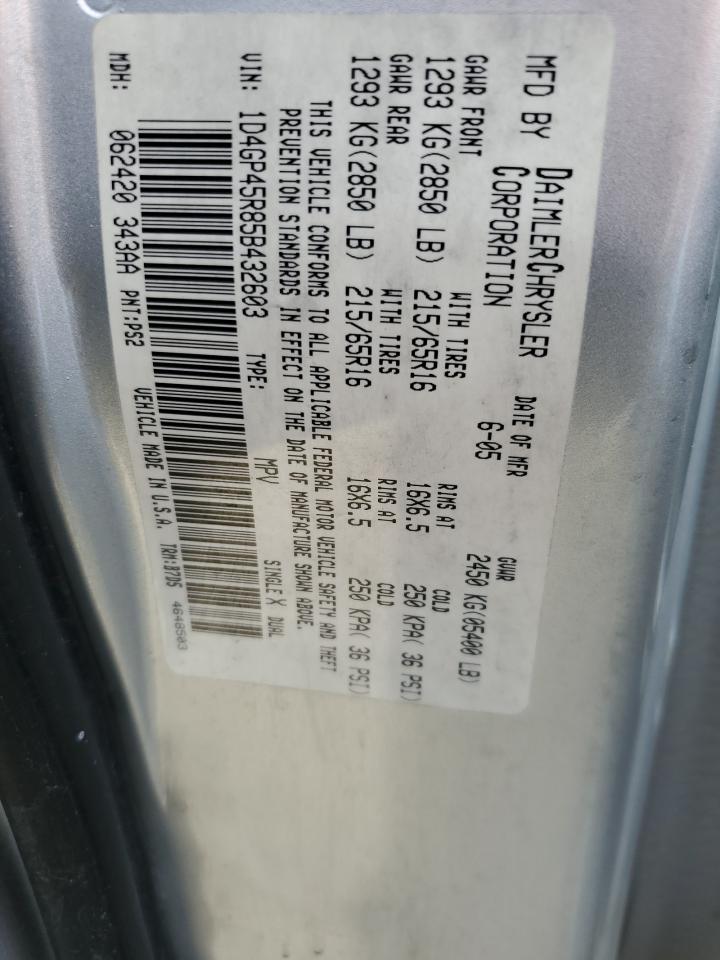 MFD BY DAIMLERCHRYSLER CORPORATION
DATE OF MFR 6-05
GVWR 2450 KG(05400 LB)
GAWR FRONT WITH TIRES RIMS AT COLD
1293 KG(2850 LB) 215/65R16 16X6.5 250 KPA( 36 PSI)
GAWR REAR WITH TIRES RIMS AT COLD
1293 KG(2850 LB) 215/65R16 16X6.5 250 KPA( 36 PSI)
THIS VEHICLE CONFORMS TO ALL APPLICABLE FEDERAL MOTOR VEHICLE SAFETY AND THEFT
PREVENTION STANDARDS IN EFFECT ON THE DATE OF MANUFACTURE SHOWN ABOVE.
VIN: 1D4GP45R85B432603 TYPE: MPV SINGLE X DUAL
MDH: 062420 343AA PNT:PS2 VEHICLE MADE IN U.S.A. TRM:B7D5 4648503